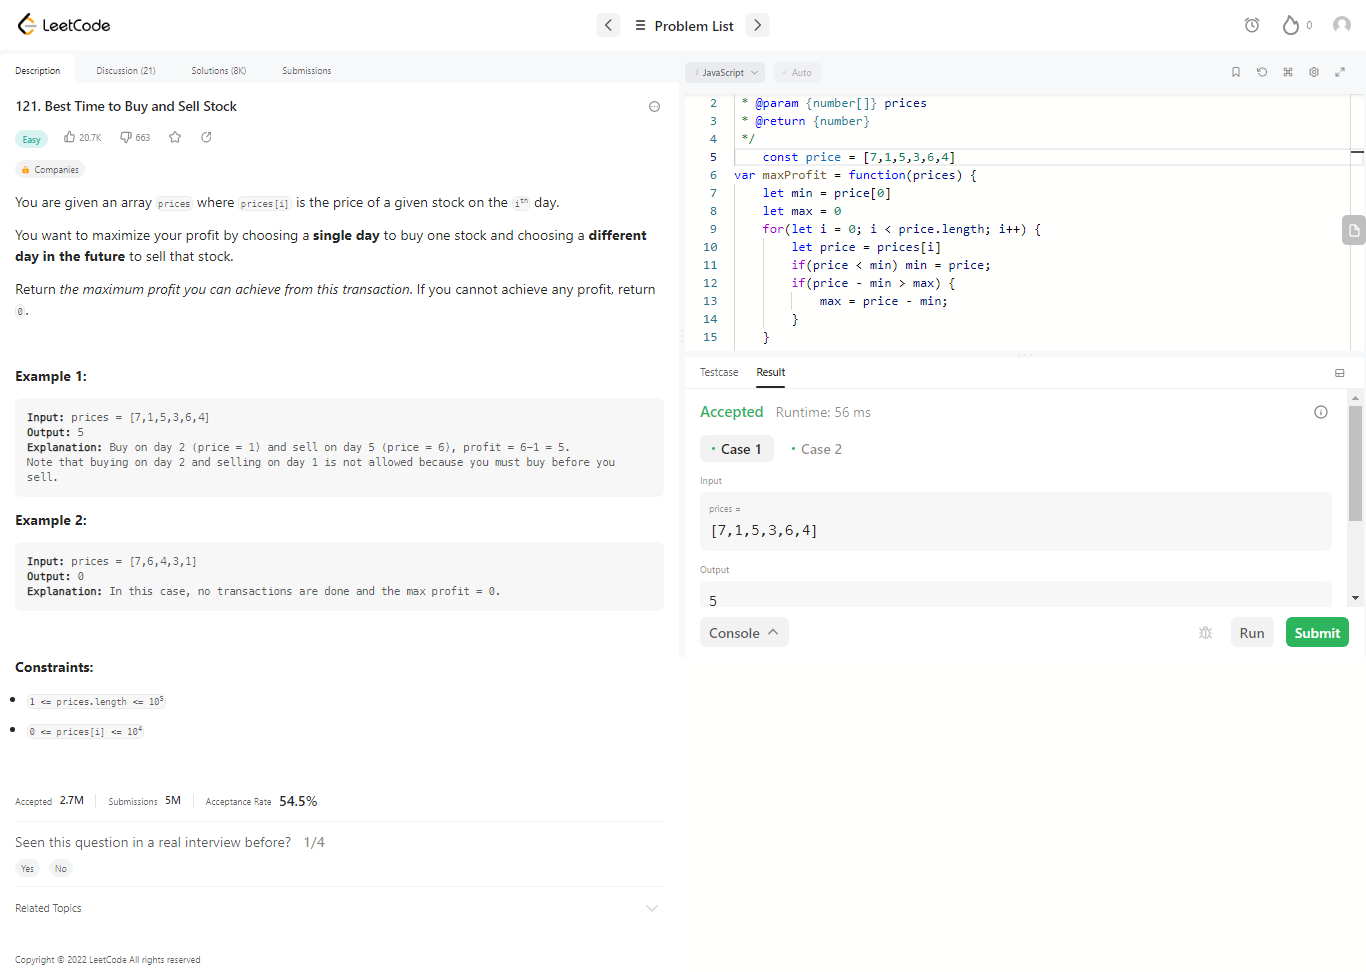 LeetCode
Problem List
0
Description
Discussion (21)
Solutions (8K)
Submissions
121. Best Time to Buy and Sell Stock
Easy
20.7K
663
Companies
You are given an array prices where prices[i] is the price of a given stock on the ith day.
You want to maximize your profit by choosing a single day to buy one stock and choosing a different
day in the future to sell that stock.
Return the maximum profit you can achieve from this transaction. If you cannot achieve any profit, return
0.
Example 1:
Input: prices = [7,1,5,3,6,4]
Output: 5
Explanation: Buy on day 2 (price = 1) and sell on day 5 (price = 6), profit = 6-1 = 5.
Note that buying on day 2 and selling on day 1 is not allowed because you must buy before you
sell.
Example 2:
Input: prices = [7,6,4,3,1]
Output: 0
Explanation: In this case, no transactions are done and the max profit = 0.
Constraints:
1 <= prices.length <= 10⁵
0 <= prices[i] <= 10⁴
Accepted 2.7M
Submissions 5M
Acceptance Rate 54.5%
Seen this question in a real interview before? 1/4
Yes No
Related Topics
Copyright © 2022 LeetCode All rights reserved
i JavaScript
Auto
2 * @param {number[]} prices
3 * @return {number}
4 */
5 const price = [7,1,5,3,6,4]
6 var maxProfit = function(prices) {
7 let min = price[0]
8 let max = 0
9 for(let i = 0; i < price.length; i++) {
10 let price = prices[i]
11 if(price < min) min = price;
12 if(price - min > max) {
13 max = price - min;
14 }
15 }
Testcase
Result
Accepted Runtime: 56 ms
Case 1
Case 2
Input
prices =
[7,1,5,3,6,4]
Output
5
Console
Run
Submit